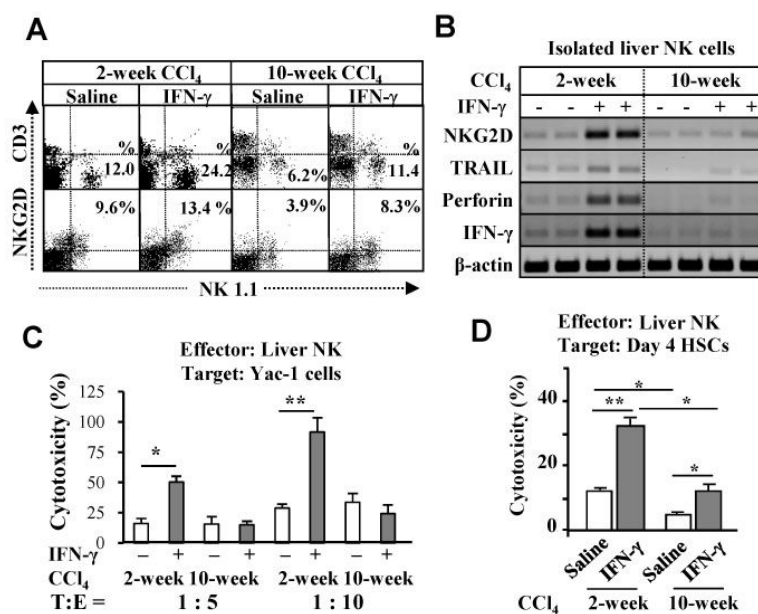 A
2-week CCl4 10-week CCl4
Saline IFN-γ Saline IFN-γ
CD3
% % % %
12.0 24.2 6.2% 11.4
NKG2D
9.6% 13.4 % 3.9% 8.3%
NK 1.1
B
Isolated liver NK cells
CCl4 2-week 10-week
IFN-γ - - + + - - + +
NKG2D
TRAIL
Perforin
IFN-γ
β-actin
C
Effector: Liver NK
Target: Yac-1 cells
Cytotoxicity (%)
125
100
75
50
25
0
* **
IFN-γ – + – + – + – +
CCl4 2-week 10-week 2-week 10-week
T:E = 1 : 5 1 : 10
D
Effector: Liver NK
Target: Day 4 HSCs
Cytotoxicity (%)
40
20
10
0
*
** *
*
Saline IFN-γ Saline IFN-γ
CCl4 2-week 10-week